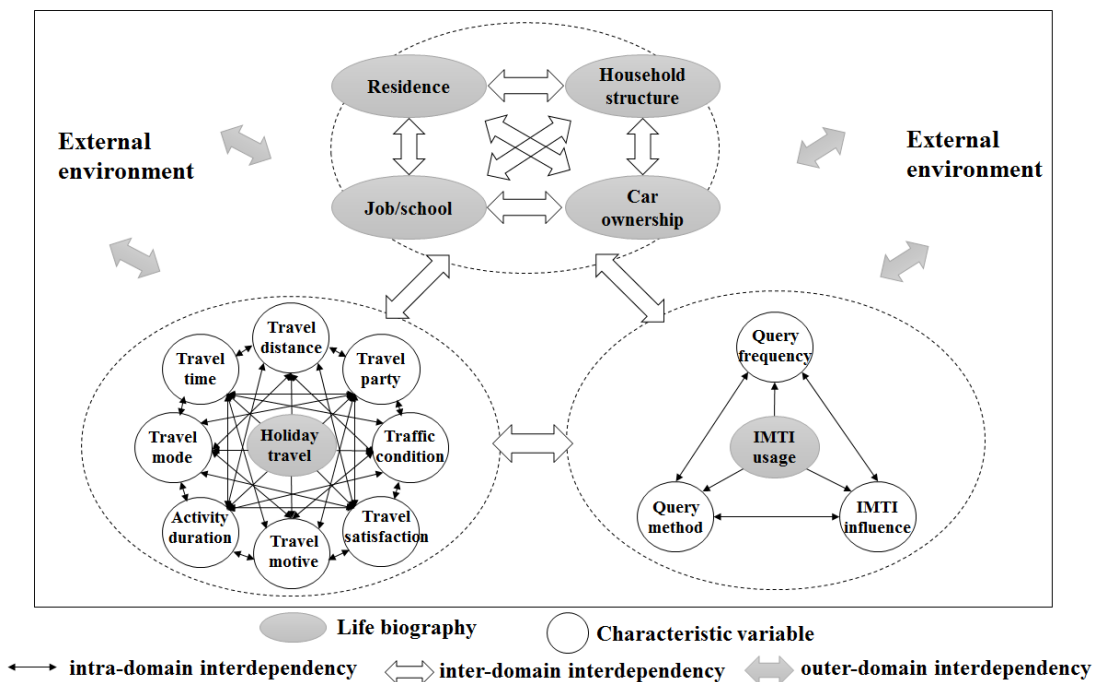 Residence
Household
structure
External
environment
External
environment
Job/school
Car
ownership
Travel
distance
Travel
time
Travel
party
Travel
mode
Holiday
travel
Traffic
condition
Activity
duration
Travel
motive
Travel
satisfaction
Query
frequency
IMTI
usage
Query
method
IMTI
influence
Life biography
Characteristic variable
intra-domain interdependency
inter-domain interdependency
outer-domain interdependency